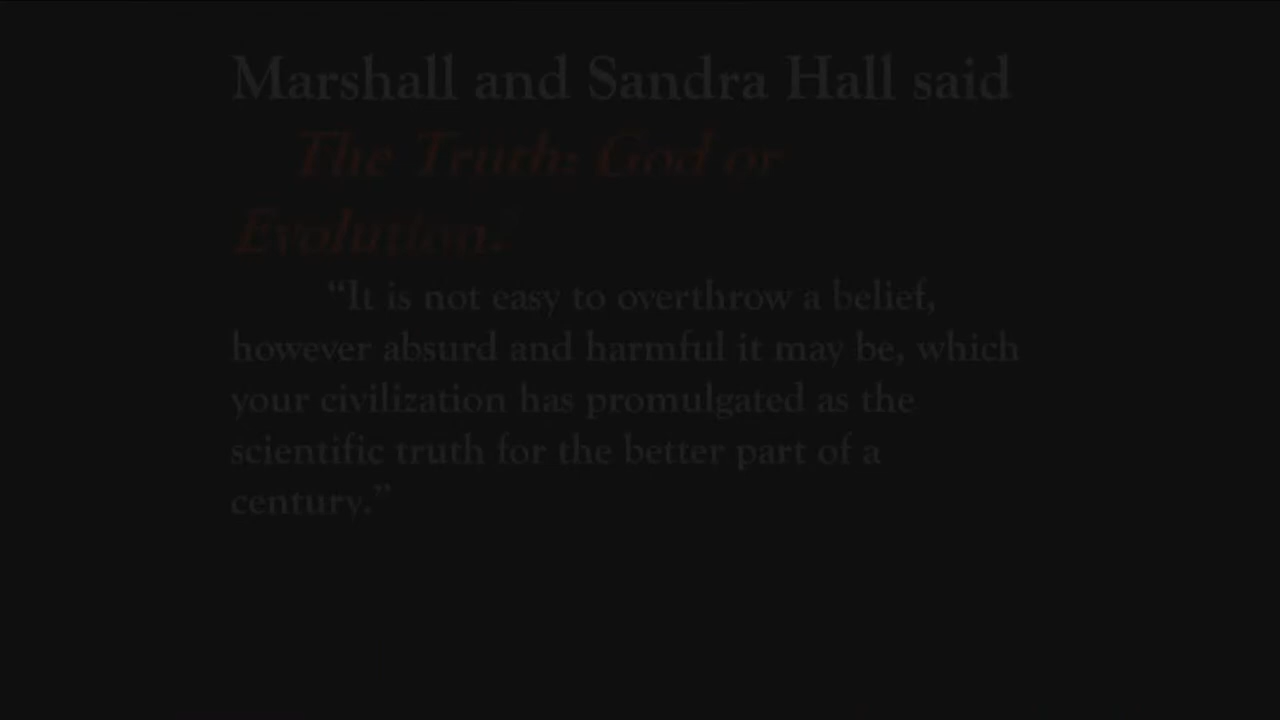 Marshall and Sandra Hall said
The Truth: God or
Evolution?
“It is not easy to overthrow a belief,
however absurd and harmful it may be, which
your civilization has promulgated as the
scientific truth for the better part of a
century.”